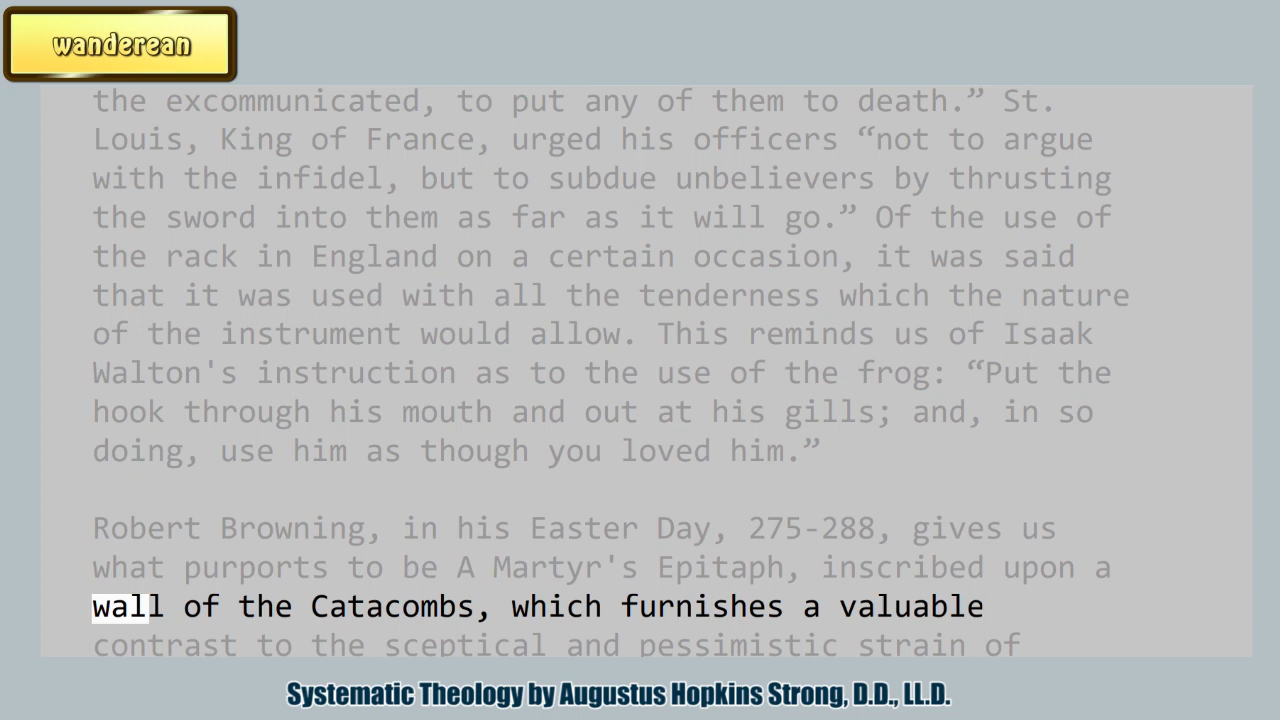 wanderean
the excommunicated, to put any of them to death.” St.
Louis, King of France, urged his officers “not to argue
with the infidel, but to subdue unbelievers by thrusting
the sword into them as far as it will go.” Of the use of
the rack in England on a certain occasion, it was said
that it was used with all the tenderness which the nature
of the instrument would allow. This reminds us of Isaak
Walton's instruction as to the use of the frog: “Put the
hook through his mouth and out at his gills; and, in so
doing, use him as though you loved him.”
Robert Browning, in his Easter Day, 275-288, gives us
what purports to be A Martyr's Epitaph, inscribed upon a
wall of the Catacombs, which furnishes a valuable
contrast to the sceptical and pessimistic strain of
Systematic Theology by Augustus Hopkins Strong, D.D., LL.D.